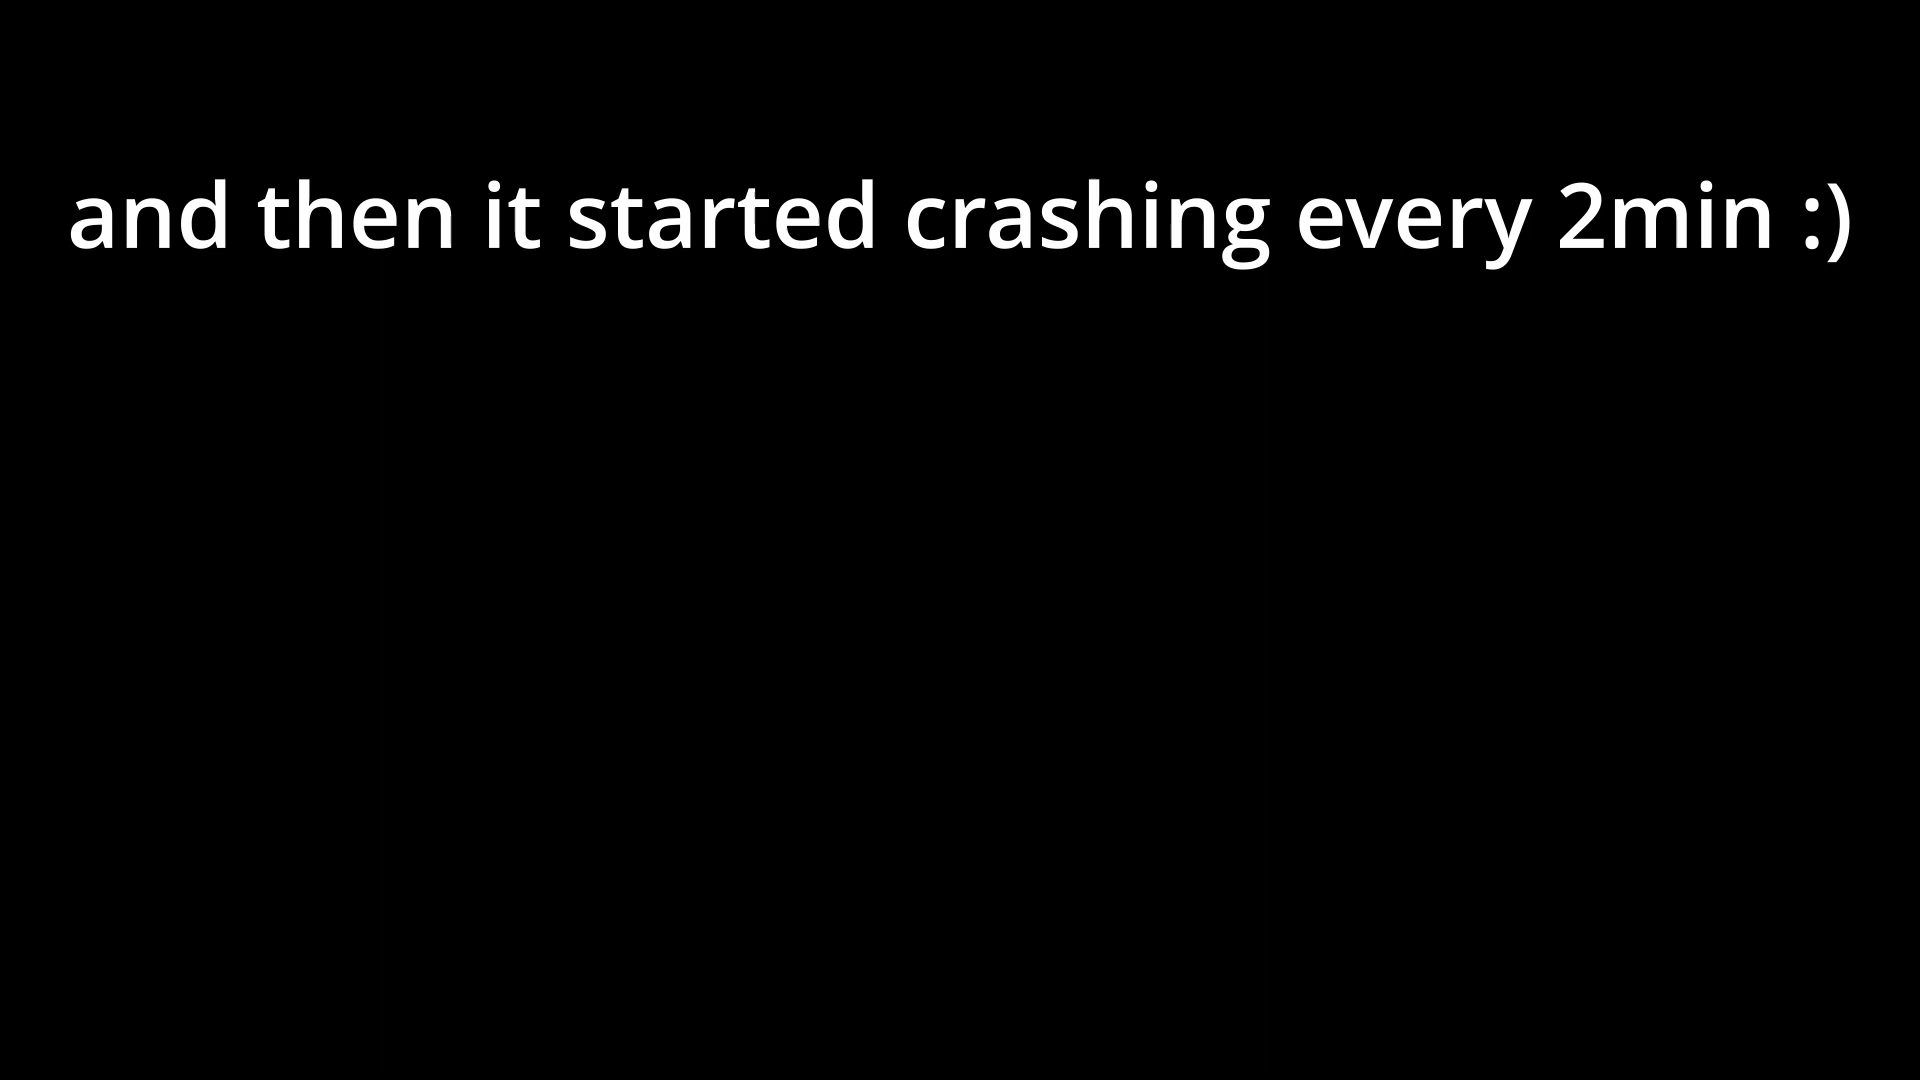 and then it started crashing every 2min :)